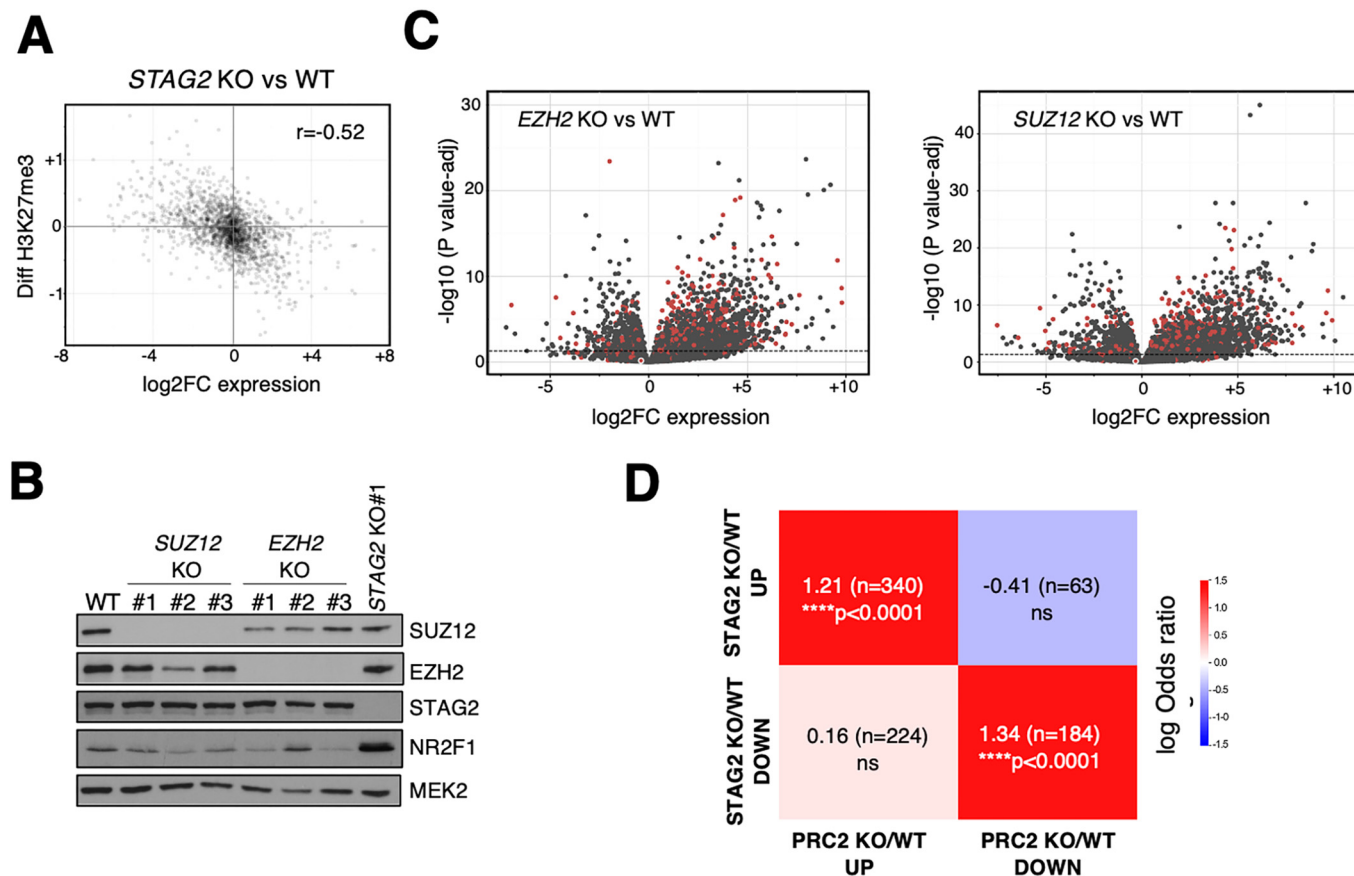 A
STAG2 KO vs WT
r=-0.52
Diff H3K27me3
+1
0
-1
-8
-4
0
+4
+8
log2FC expression
C
EZH2 KO vs WT
-log10 (P value-adj)
30
20
10
0
-5
0
+5
+10
log2FC expression
SUZ12 KO vs WT
-log10 (P value-adj)
40
30
20
10
0
-5
0
+5
+10
log2FC expression
B
SUZ12 KO
EZH2 KO
STAG2 KO#1
WT #1 #2 #3 #1 #2 #3
SUZ12
EZH2
STAG2
NR2F1
MEK2
D
STAG2 KO/WT
UP
1.21 (n=340)
****p<0.0001
-0.41 (n=63)
ns
STAG2 KO/WT
DOWN
0.16 (n=224)
ns
1.34 (n=184)
****p<0.0001
PRC2 KO/WT
UP
PRC2 KO/WT
DOWN
log Odds ratio
1.5
1.0
0.5
0.0
-0.5
-1.0
-1.5